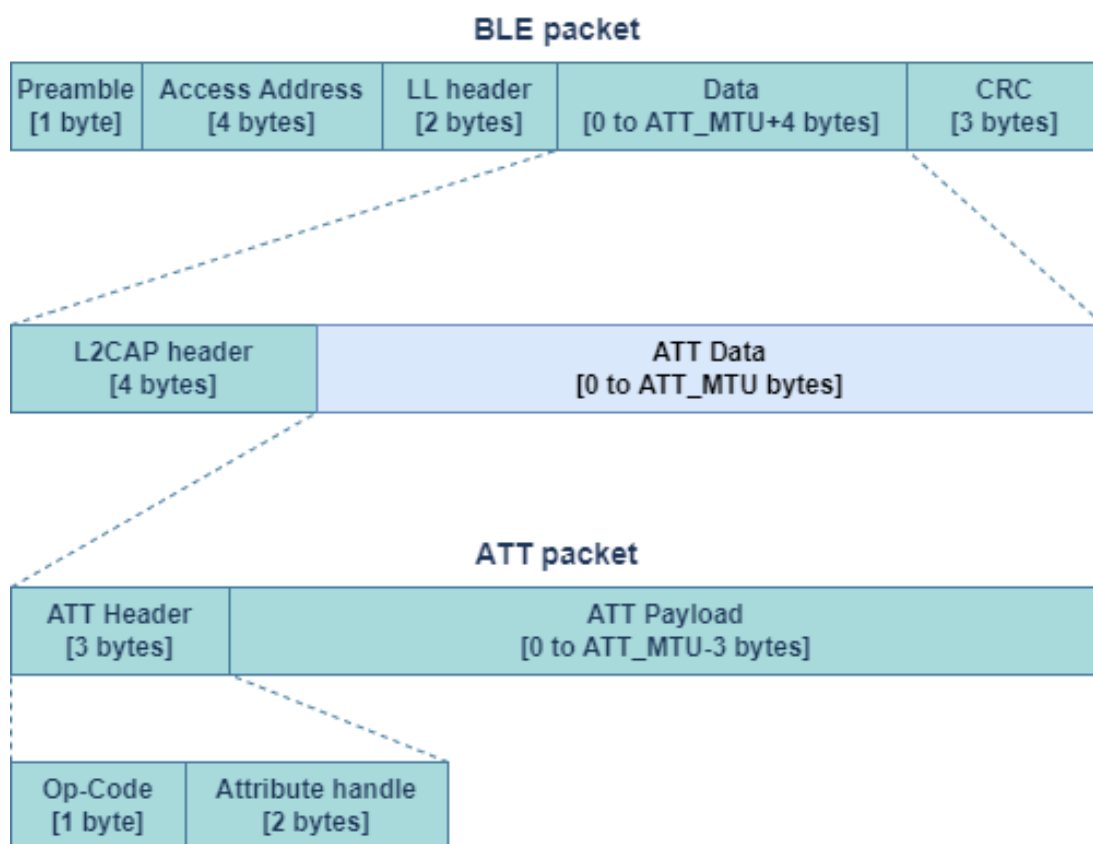 BLE packet
Preamble
[1 byte]
Access Address
[4 bytes]
LL header
[2 bytes]
Data
[0 to ATT_MTU+4 bytes]
CRC
[3 bytes]
L2CAP header
[4 bytes]
ATT Data
[0 to ATT_MTU bytes]
ATT packet
ATT Header
[3 bytes]
ATT Payload
[0 to ATT_MTU-3 bytes]
Op-Code
[1 byte]
Attribute handle
[2 bytes]